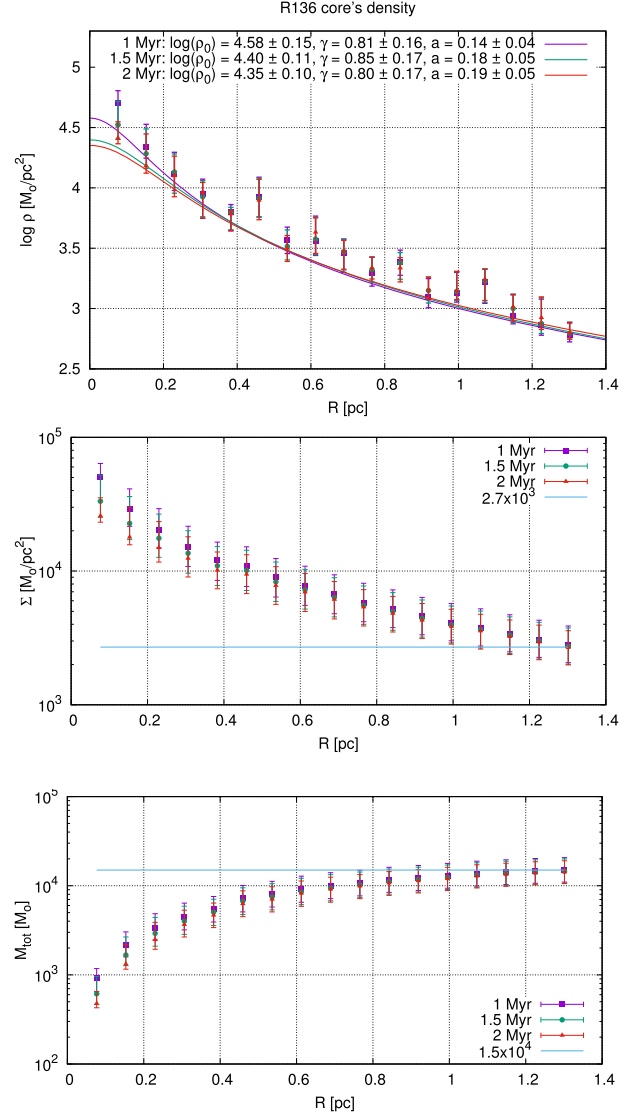 R136 core's density
1 Myr: log(ρ₀) = 4.58 ± 0.15, γ = 0.81 ± 0.16, a = 0.14 ± 0.04
1.5 Myr: log(ρ₀) = 4.40 ± 0.11, γ = 0.85 ± 0.17, a = 0.18 ± 0.05
2 Myr: log(ρ₀) = 4.35 ± 0.10, γ = 0.80 ± 0.17, a = 0.19 ± 0.05
5
4.5
4
3.5
3
2.5
log ρ [M₀/pc²]
0 0.2 0.4 0.6 0.8 1 1.2 1.4
R [pc]
10⁵
10⁴
10³
Σ [M₀/pc²]
1 Myr
1.5 Myr
2 Myr
2.7x10³
0 0.2 0.4 0.6 0.8 1 1.2 1.4
R [pc]
10⁵
10⁴
10³
10²
Mtot [M₀]
1 Myr
1.5 Myr
2 Myr
1.5x10⁴
0 0.2 0.4 0.6 0.8 1 1.2 1.4
R [pc]